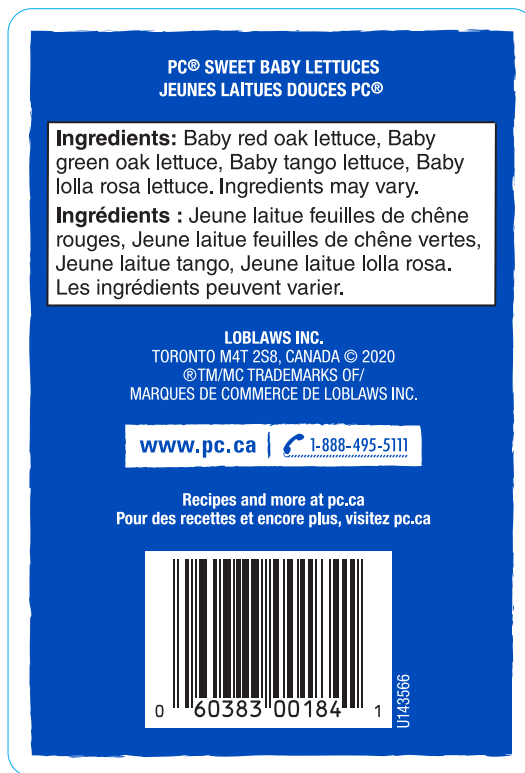 PC® SWEET BABY LETTUCES
JEUNES LAITUES DOUCES PC®
Ingredients: Baby red oak lettuce, Baby
green oak lettuce, Baby tango lettuce, Baby
lolla rosa lettuce. Ingredients may vary.
Ingrédients : Jeune laitue feuilles de chêne
rouges, Jeune laitue feuilles de chêne vertes,
Jeune laitue tango, Jeune laitue lolla rosa.
Les ingrédients peuvent varier.
LOBLAWS INC.
TORONTO M4T 2S8, CANADA © 2020
®TM/MC TRADEMARKS OF/
MARQUES DE COMMERCE DE LOBLAWS INC.
www.pc.ca | 1-888-495-5111
Recipes and more at pc.ca
Pour des recettes et encore plus, visitez pc.ca
0 60383 00184 1
U143566